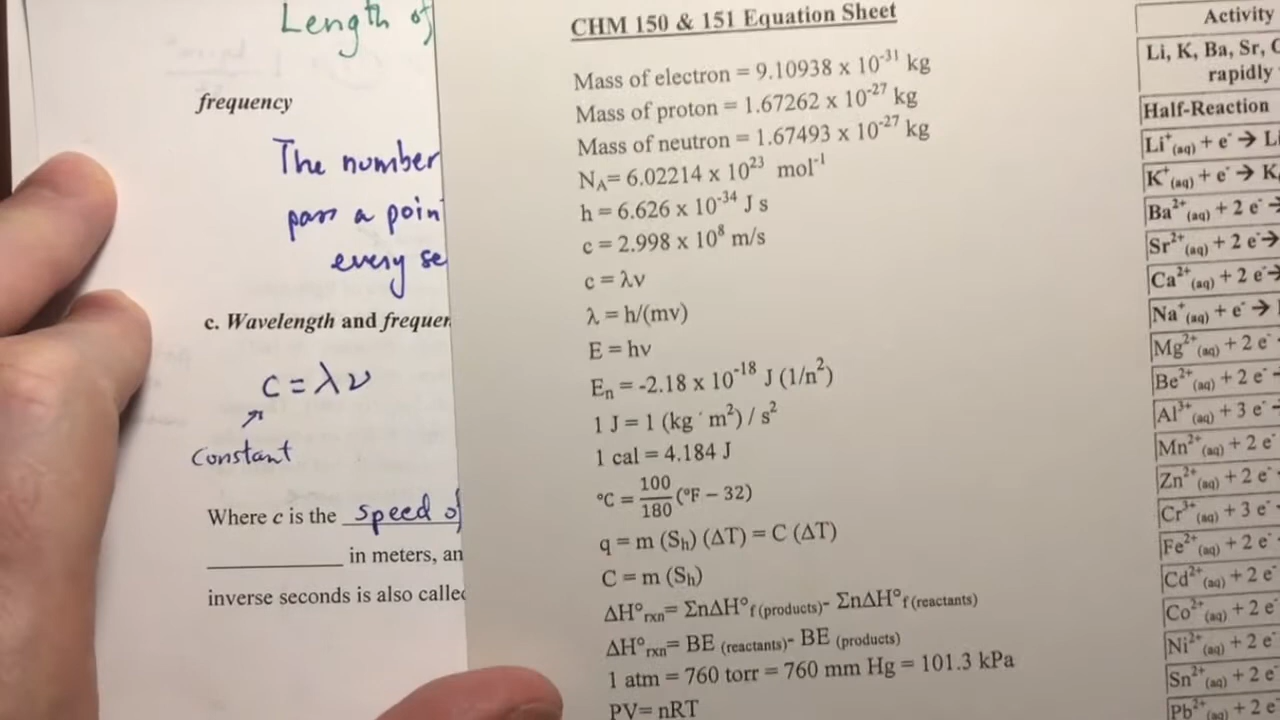 Length of
frequency
The number
pass a poin
every se
c. Wavelength and frequen
c = λν
constant
Where c is the speed of
in meters, an
inverse seconds is also called
CHM 150 & 151 Equation Sheet
Mass of electron = 9.10938 x 10⁻³¹ kg
Mass of proton = 1.67262 x 10⁻²⁷ kg
Mass of neutron = 1.67493 x 10⁻²⁷ kg
N_A= 6.02214 x 10²³ mol⁻¹
h = 6.626 x 10⁻³⁴ J s
c = 2.998 x 10⁸ m/s
c = λν
λ = h/(mv)
E = hν
Eₙ = -2.18 x 10⁻¹⁸ J (1/n²)
1 J = 1 (kg · m²) / s²
1 cal = 4.184 J
°C = 100/180 (°F – 32)
q = m (Sₕ) (ΔT) = C (ΔT)
C = m (Sₕ)
ΔH°rxn= ΣnΔH°f (products)- ΣnΔH°f (reactants)
ΔH°rxn= BE (reactants)- BE (products)
1 atm = 760 torr = 760 mm Hg = 101.3 kPa
PV= nRT
Activity
Li, K, Ba, Sr, C
rapidly
Half-Reaction
Li⁺(aq) + e⁻ → L
K⁺(aq) + e⁻ → K
Ba²⁺(aq) + 2 e⁻ →
Sr²⁺(aq) + 2 e⁻ →
Ca²⁺(aq) + 2 e⁻ →
Na⁺(aq) + e⁻ →
Mg²⁺(aq) + 2 e⁻
Be²⁺(aq) + 2 e⁻
Al³⁺(aq) + 3 e⁻
Mn²⁺(aq) + 2 e⁻
Zn²⁺(aq) + 2 e⁻
Cr³⁺(aq) + 3 e⁻
Fe²⁺(aq) + 2 e⁻
Cd²⁺(aq) + 2 e⁻
Co²⁺(aq) + 2 e⁻
Ni²⁺(aq) + 2 e⁻
Sn²⁺(aq) + 2 e⁻
Pb²⁺(aq) + 2 e⁻